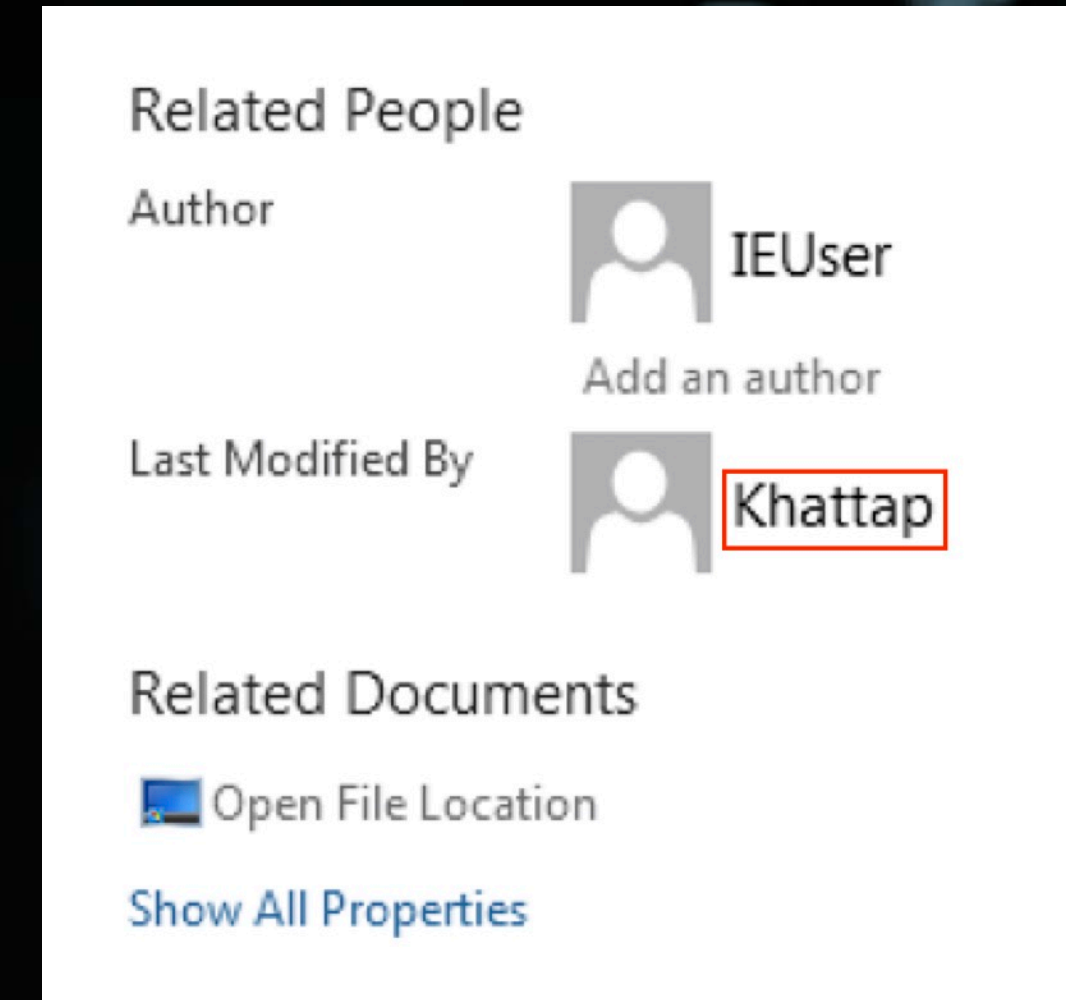 Related People
Author
IEUser
Add an author
Last Modified By
Khattap
Related Documents
Open File Location
Show All Properties